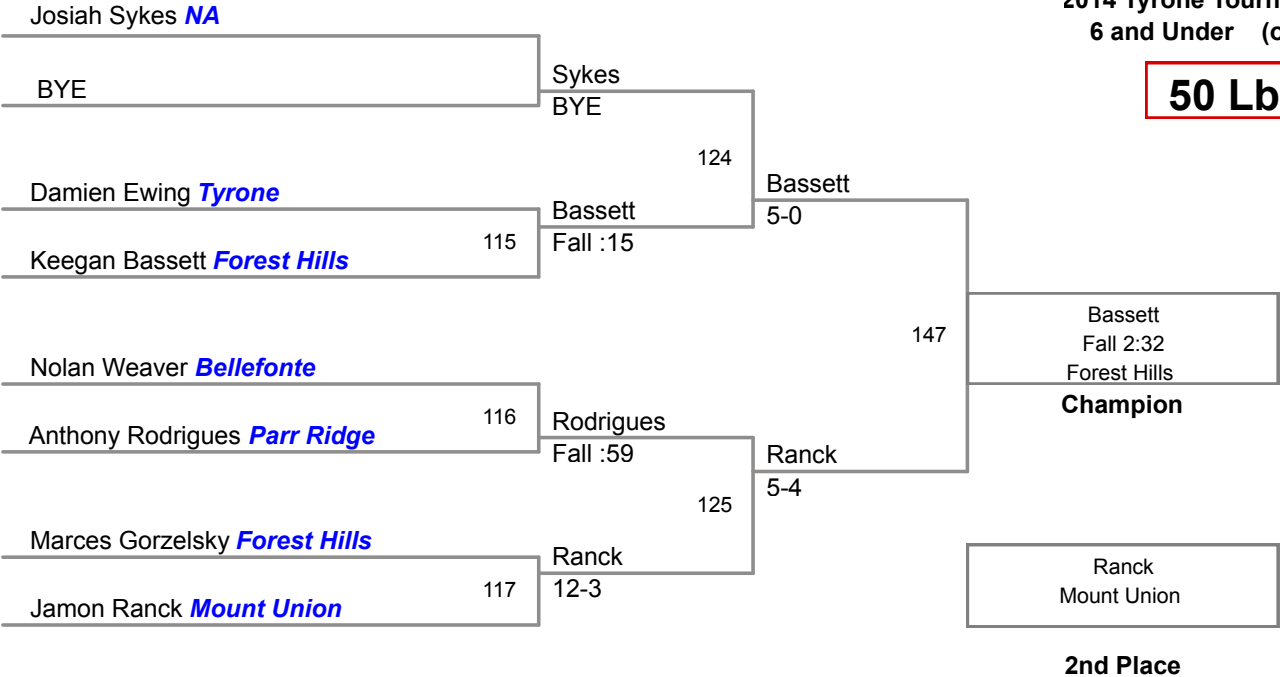 Josiah Sykes NA
2014 Tyrone Tourn
6 and Under (o
50 Lb
BYE
Sykes
BYE
124
Damien Ewing Tyrone
Bassett
5-0
Bassett
Fall :15
115
Keegan Bassett Forest Hills
147
Bassett
Fall 2:32
Forest Hills
Champion
Nolan Weaver Bellefonte
116
Rodrigues
Fall :59
Anthony Rodrigues Parr Ridge
Ranck
5-4
125
Marces Gorzelsky Forest Hills
Ranck
12-3
117
Jamon Ranck Mount Union
Ranck
Mount Union
2nd Place